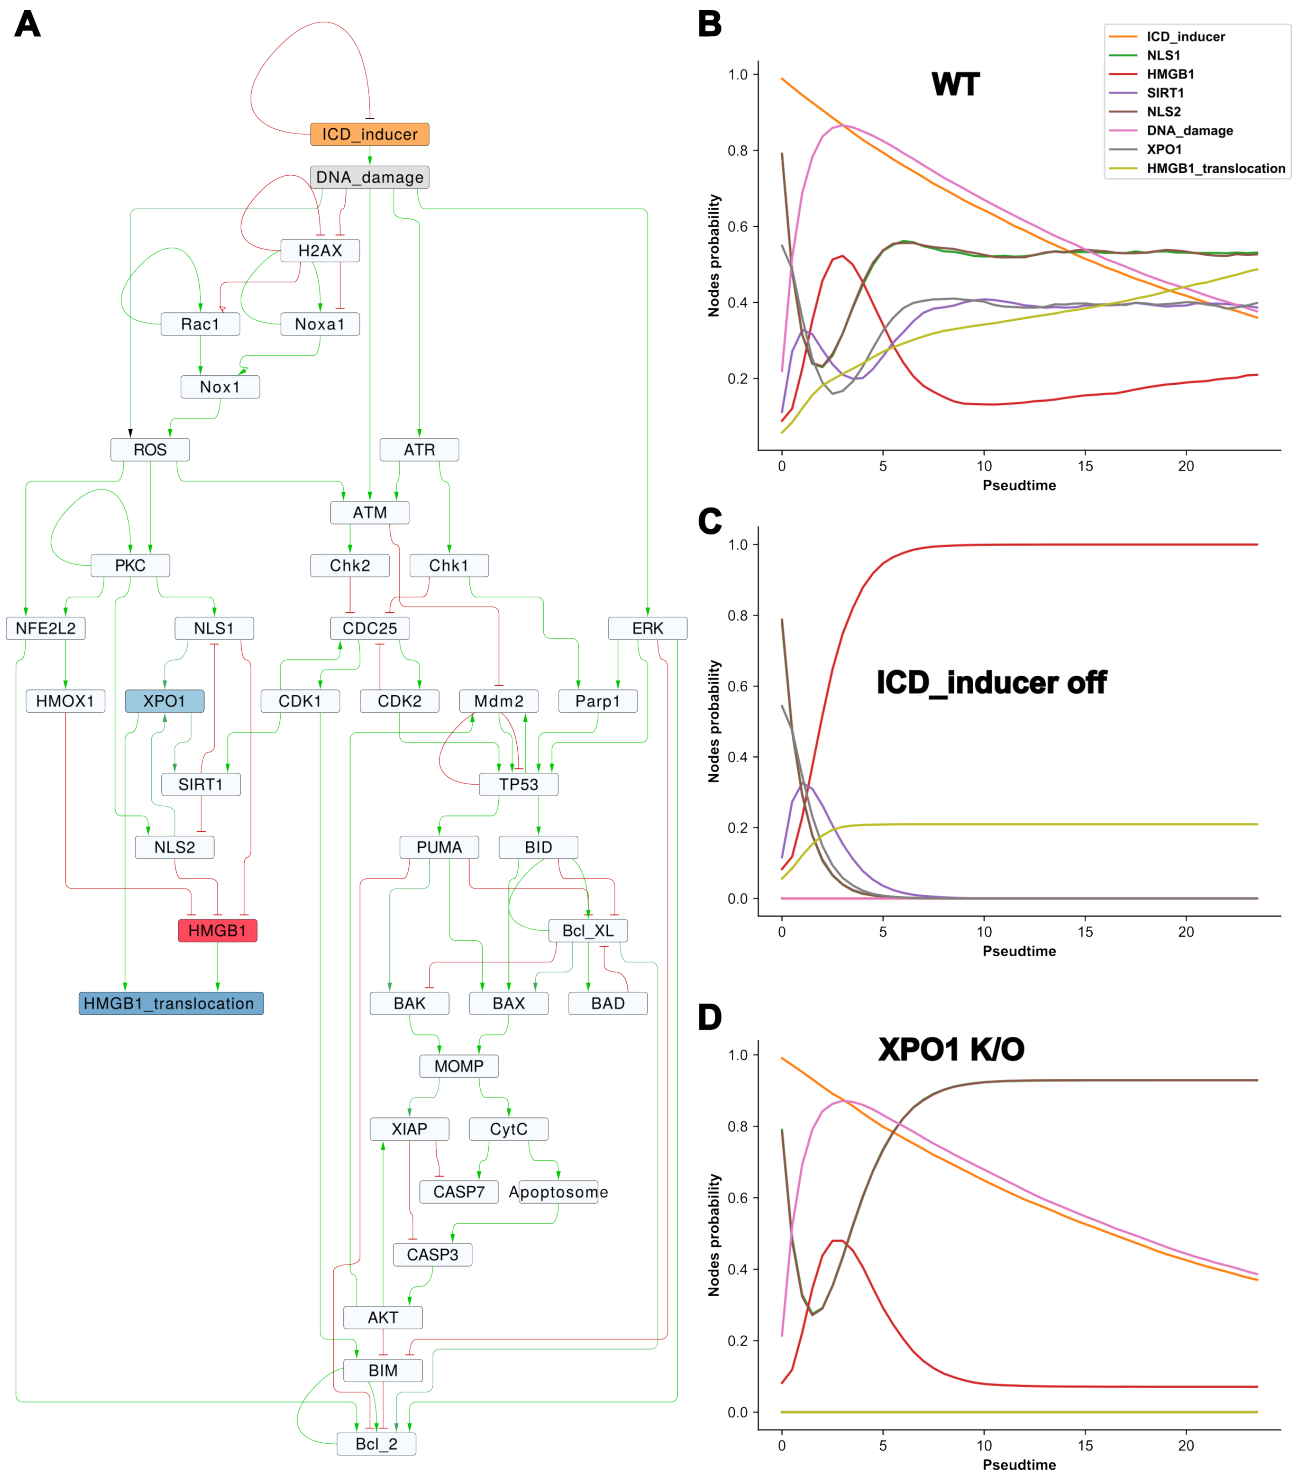 A
ICD_inducer
DNA_damage
H2AX
Rac1
Noxa1
Nox1
ROS
ATR
ATM
PKC
Chk2
Chk1
NFE2L2
NLS1
CDC25
ERK
HMOX1
XPO1
CDK1
CDK2
Mdm2
Parp1
SIRT1
TP53
NLS2
PUMA
BID
HMGB1
Bcl_XL
HMGB1_translocation
BAK
BAX
BAD
MOMP
XIAP
CytC
CASP7
Apoptosome
CASP3
AKT
BIM
Bcl_2
B
WT
ICD_inducer
NLS1
HMGB1
SIRT1
NLS2
DNA_damage
XPO1
HMGB1_translocation
Nodes probability
1.0
0.8
0.6
0.4
0.2
0
5
10
15
20
Pseudtime
C
ICD_inducer off
Nodes probability
1.0
0.8
0.6
0.4
0.2
0.0
0
5
10
15
20
Pseudtime
D
XPO1 K/O
Nodes probability
1.0
0.8
0.6
0.4
0.2
0.0
0
5
10
15
20
Pseudtime